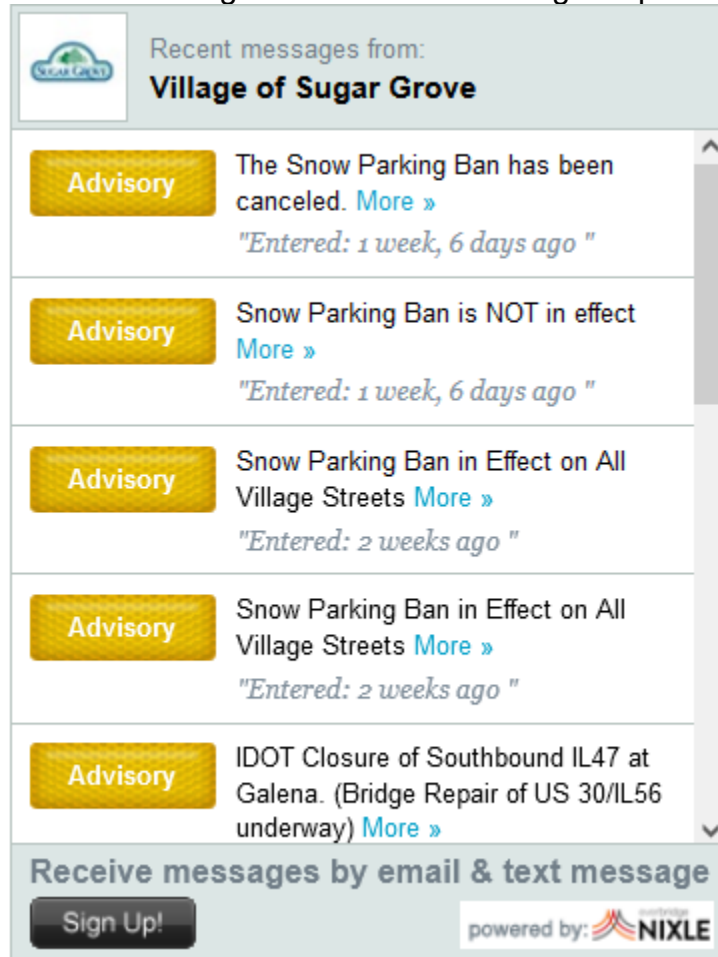 Recent messages from:
Village of Sugar Grove
SUGAR GROVE
Advisory
The Snow Parking Ban has been
canceled. More »
"Entered: 1 week, 6 days ago "
Advisory
Snow Parking Ban is NOT in effect
More »
"Entered: 1 week, 6 days ago "
Advisory
Snow Parking Ban in Effect on All
Village Streets More »
"Entered: 2 weeks ago "
Advisory
Snow Parking Ban in Effect on All
Village Streets More »
"Entered: 2 weeks ago "
Advisory
IDOT Closure of Southbound IL47 at
Galena. (Bridge Repair of US 30/IL56
underway) More »
Receive messages by email & text message
Sign Up!
powered by: everbridge
NIXLE